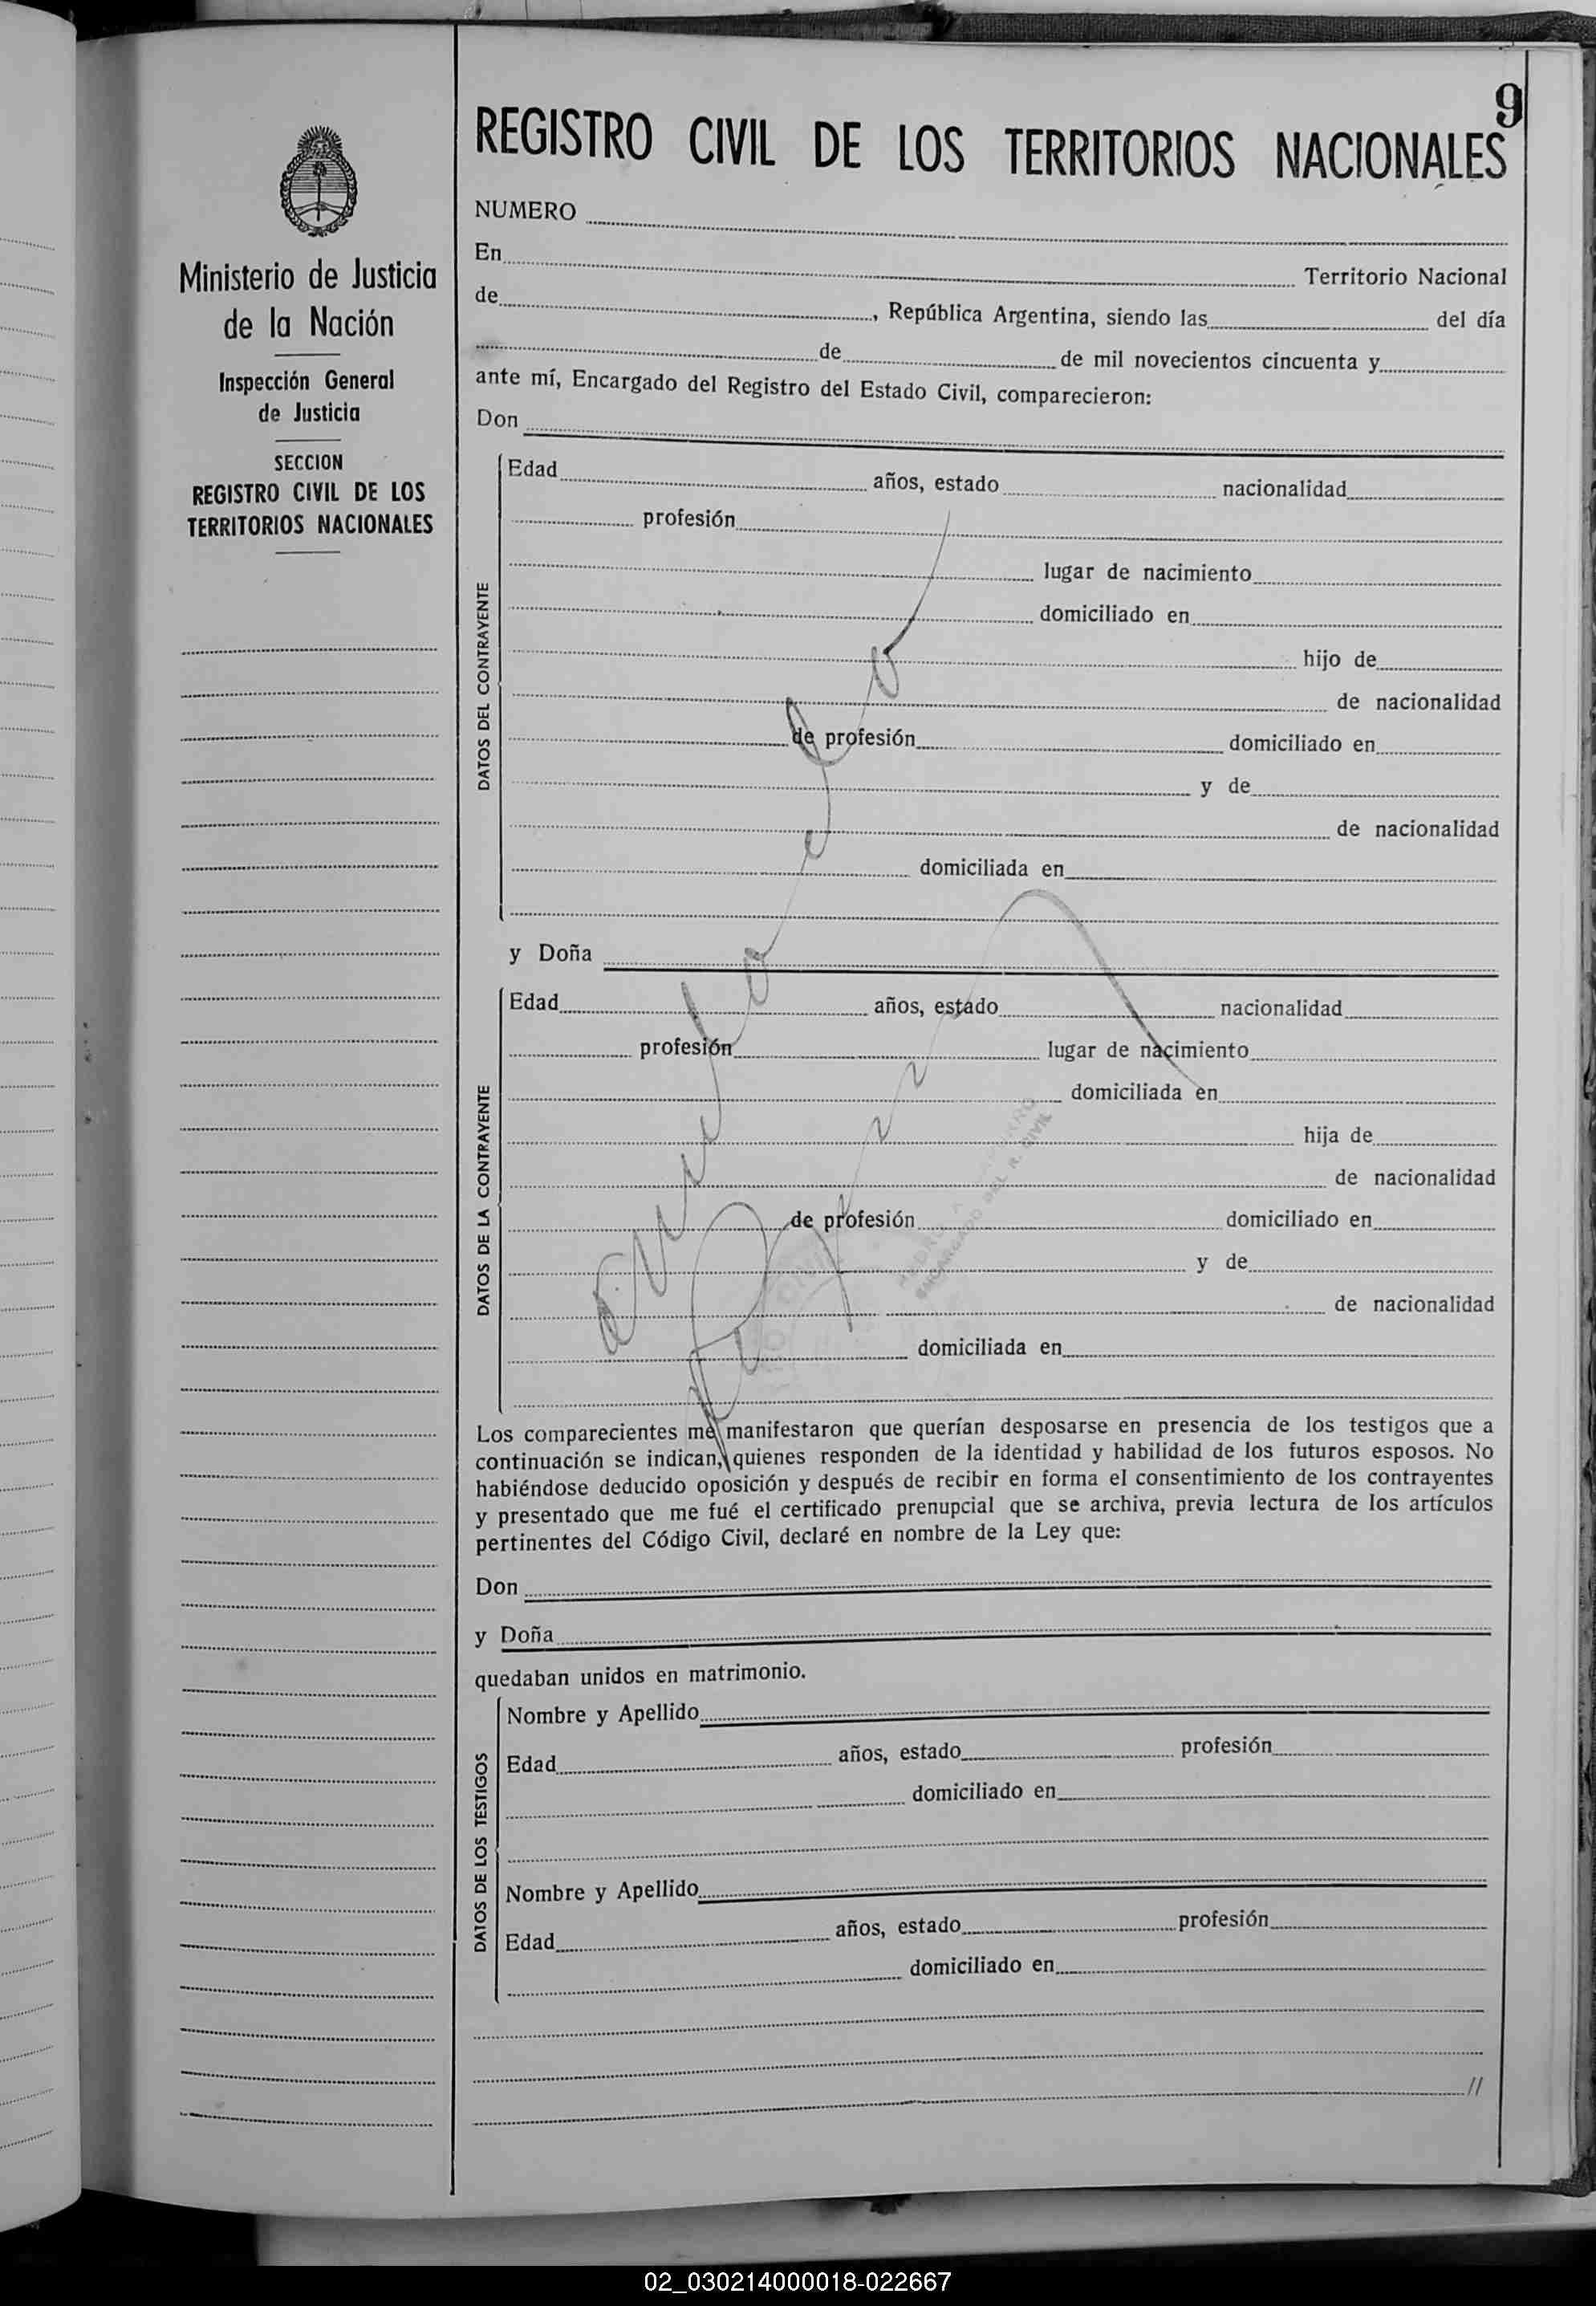 9
REGISTRO CIVIL DE LOS TERRITORIOS NACIONALES
Ministerio de Justicia
de la Nación
Inspección General
de Justicia
SECCION
REGISTRO CIVIL DE LOS
TERRITORIOS NACIONALES
NUMERO
En Territorio Nacional
de , República Argentina, siendo las del día
de de mil novecientos cincuenta y
ante mí, Encargado del Registro del Estado Civil, comparecieron:
Don
DATOS DEL CONTRAYENTE
Edad años, estado nacionalidad
profesión
lugar de nacimiento
domiciliado en
hijo de
de nacionalidad
de profesión domiciliado en
y de
de nacionalidad
domiciliada en
y Doña
DATOS DE LA CONTRAYENTE
Edad años, estado nacionalidad
profesión lugar de nacimiento
domiciliada en
hija de
de nacionalidad
de profesión domiciliado en
y de
de nacionalidad
domiciliada en
anulado
ENCARGADO DEL R. CIVIL
Los comparecientes me manifestaron que querían desposarse en presencia de los testigos que a
continuación se indican, quienes responden de la identidad y habilidad de los futuros esposos. No
habiéndose deducido oposición y después de recibir en forma el consentimiento de los contrayentes
y presentado que me fué el certificado prenupcial que se archiva, previa lectura de los artículos
pertinentes del Código Civil, declaré en nombre de la Ley que:
Don
y Doña
quedaban unidos en matrimonio.
DATOS DE LOS TESTIGOS
Nombre y Apellido
Edad años, estado profesión
domiciliado en
Nombre y Apellido
Edad años, estado profesión
domiciliado en
//
02_030214000018-022667